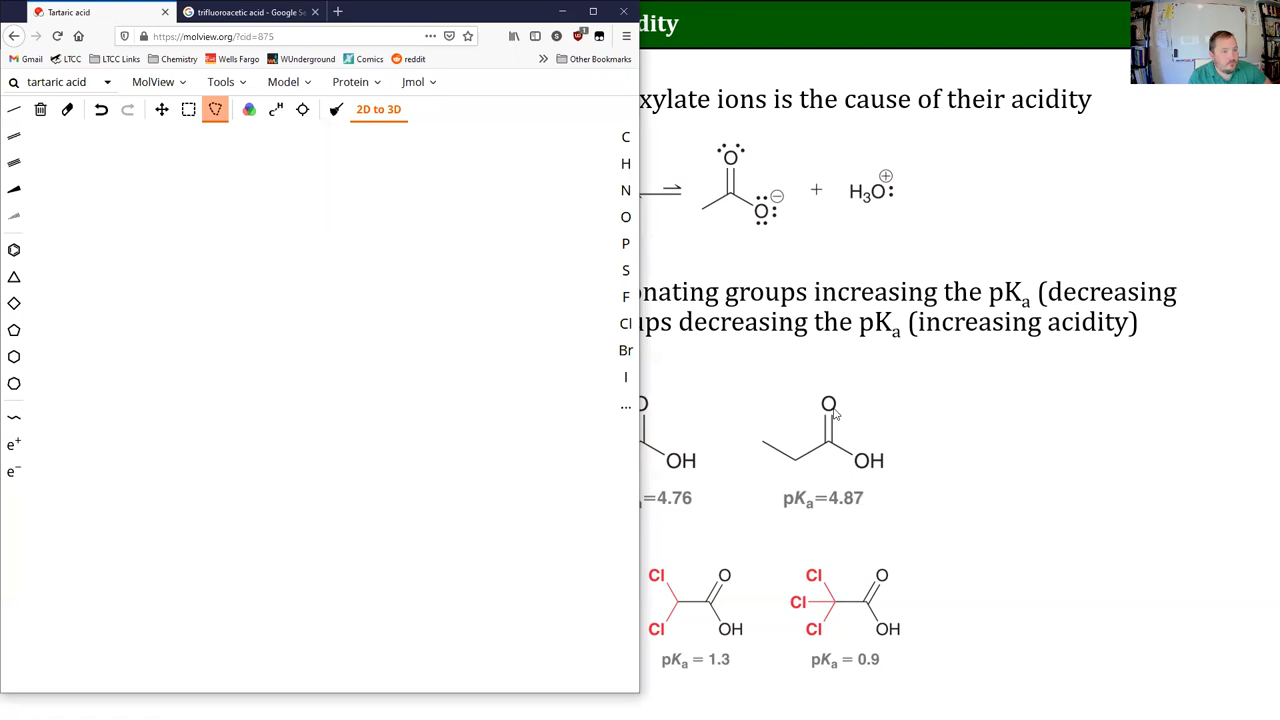 Tartaric acid
trifluoroacetic acid - Google Se
https://molview.org/?cid=875
Gmail LTCC LTCC Links Chemistry Wells Fargo WUnderground Comics reddit Other Bookmarks
tartaric acid MolView Tools Model Protein Jmol
2D to 3D
C
H
N
O
P
S
F
Cl
Br
I
...
e+
e−
dity
xylate ions is the cause of their acidity
O
O ⊖ + H3O ⊕
onating groups increasing the pKa (decreasing
ps decreasing the pKa (increasing acidity)
O O
OH OH
a=4.76 pKa=4.87
Cl O Cl O
Cl
Cl OH Cl OH
pKa = 1.3 pKa = 0.9